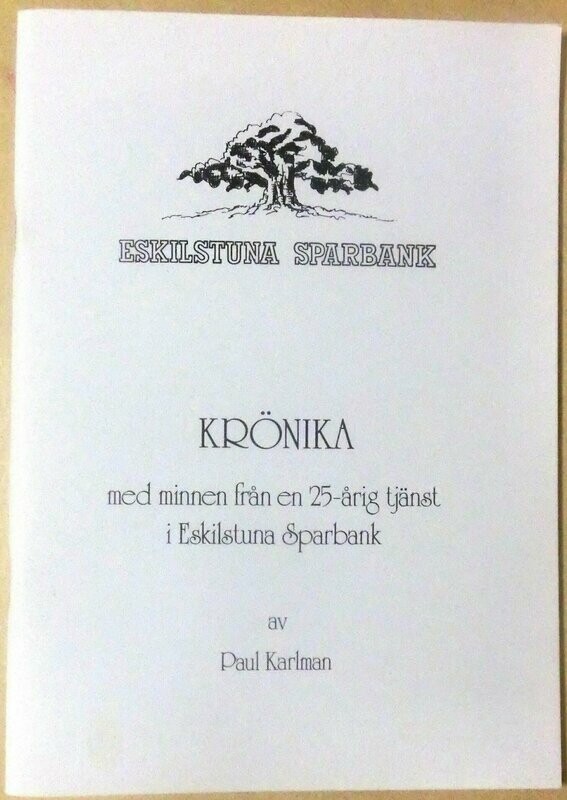 ESKILSTUNA SPARBANK
KRÖNIKA
med minnen från en 25-årig tjänst
i Eskilstuna Sparbank
av
Paul Karlman